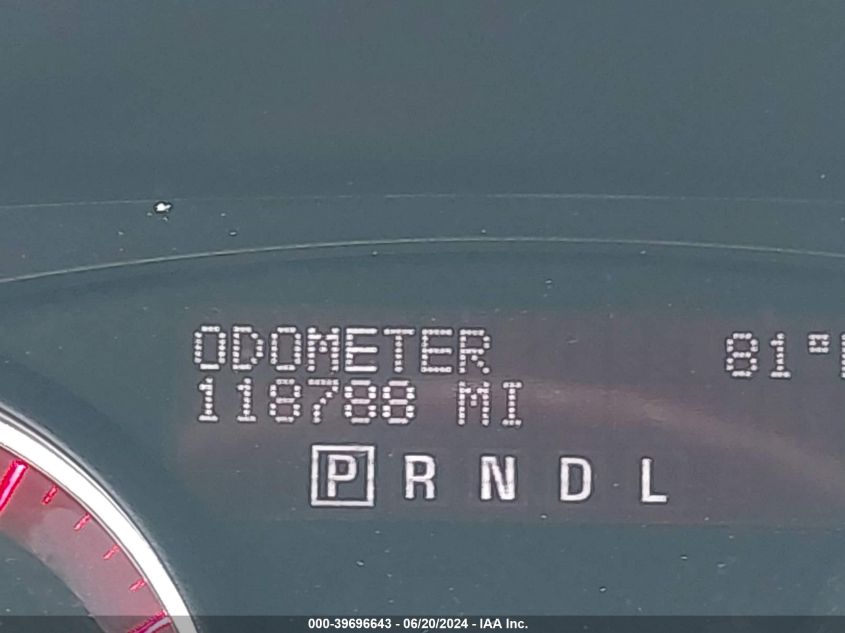 ODOMETER 81°
118788 MI
P R N D L
000-39696643 - 06/20/2024 - IAA Inc.